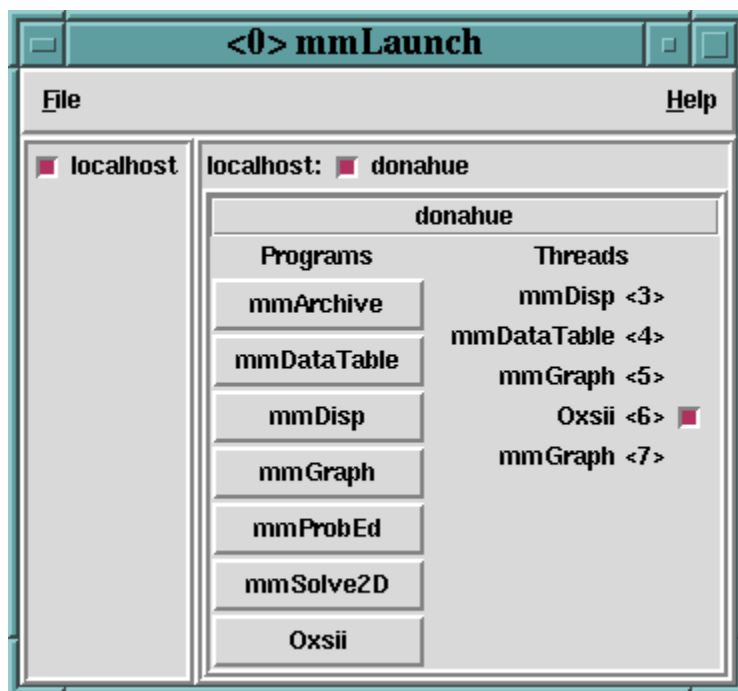 <0> mmLaunch
File Help
localhost
localhost: donahue
donahue
Programs Threads
mmArchive
mmDataTable
mmDisp
mmGraph
mmProbEd
mmSolve2D
Oxsii
mmDisp <3>
mmDataTable <4>
mmGraph <5>
Oxsii <6>
mmGraph <7>